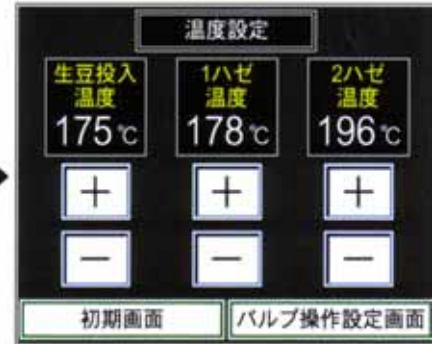 温度設定
生豆投入
温度
175℃
1ハゼ
温度
178℃
2ハゼ
温度
196℃
+ + +
− − −
初期画面
バルブ操作設定画面